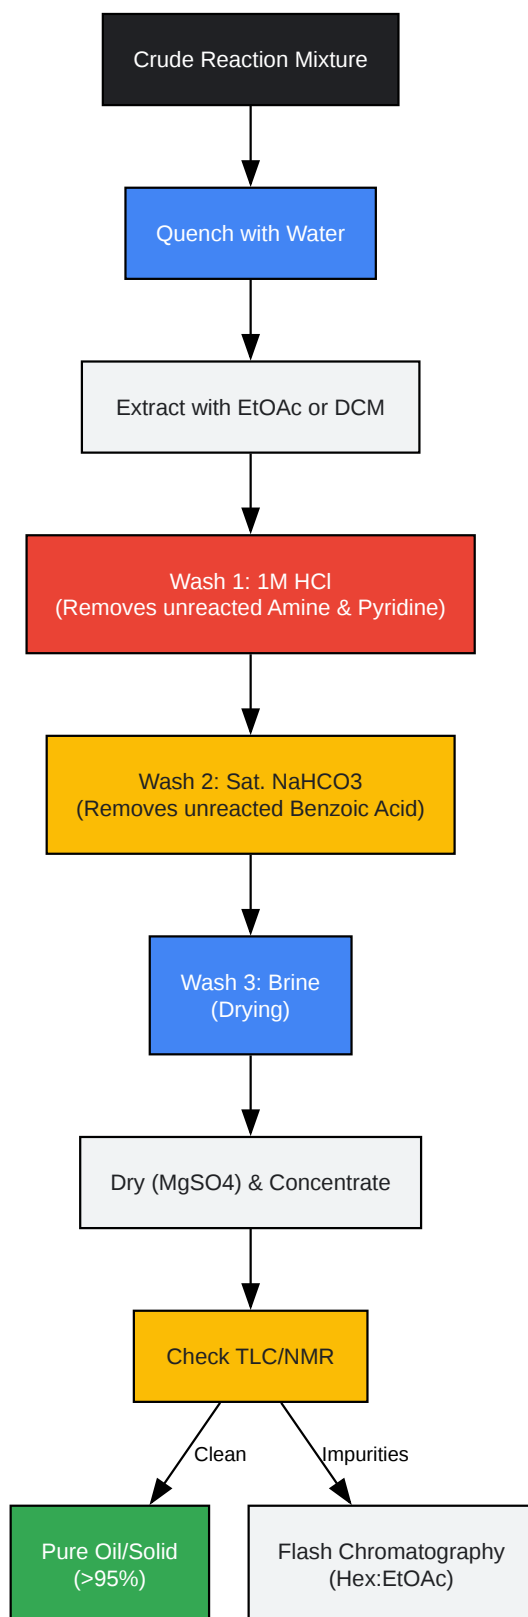 Crude Reaction Mixture
Quench with Water
Extract with EtOAc or DCM
Wash 1: 1M HCl
(Removes unreacted Amine & Pyridine)
Wash 2: Sat. NaHCO3
(Removes unreacted Benzoic Acid)
Wash 3: Brine
(Drying)
Dry (MgSO4) & Concentrate
Check TLC/NMR
Clean
Impurities
Pure Oil/Solid
(>95%)
Flash Chromatography
(Hex:EtOAc)